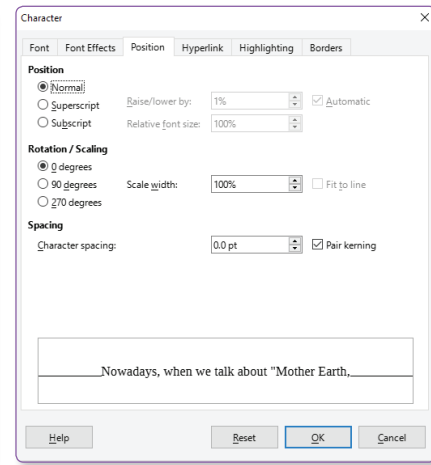 Character
Font Font Effects Position Hyperlink Highlighting Borders
Position
Normal
Superscript Raise/lower by: 1% Automatic
Subscript Relative font size: 100%
Rotation / Scaling
0 degrees
90 degrees Scale width: 100% Fit to line
270 degrees
Spacing
Character spacing: 0.0 pt Pair kerning
Nowadays, when we talk about "Mother Earth,
Help Reset OK Cancel